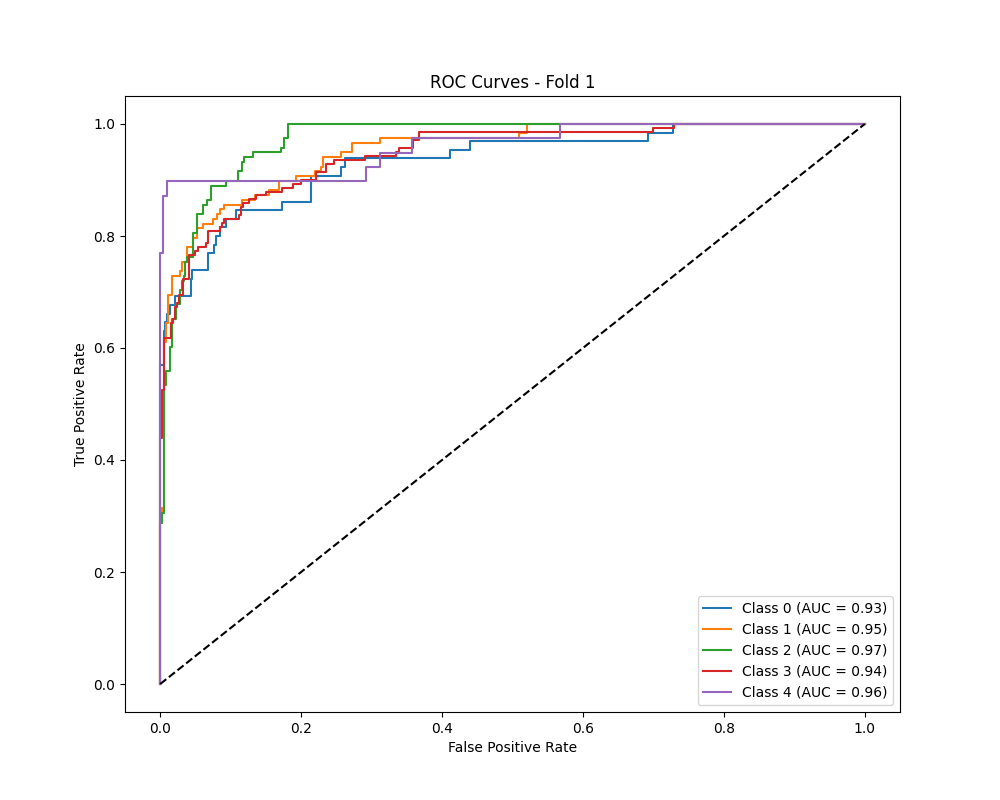 ROC Curves - Fold 1
True Positive Rate
1.0
0.8
0.6
0.4
0.2
0.0
0.0 0.2 0.4 0.6 0.8 1.0
False Positive Rate
Class 0 (AUC = 0.93)
Class 1 (AUC = 0.95)
Class 2 (AUC = 0.97)
Class 3 (AUC = 0.94)
Class 4 (AUC = 0.96)